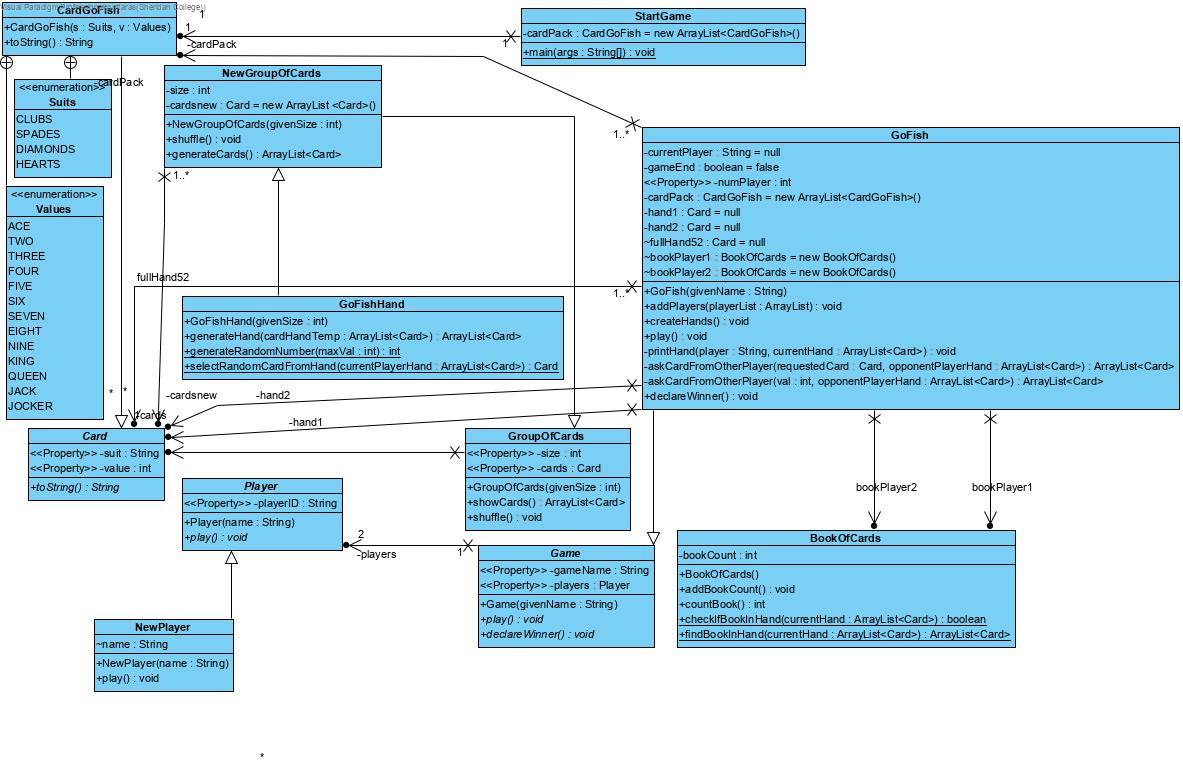 CardGoFish
+CardGoFish(s : Suits, v : Values)
+toString() : String
1
1
-cardPack
1
StartGame
-cardPack : CardGoFish = new ArrayList<CardGoFish>()
+main(args : String[]) : void
-cardPack
<<enumeration>>
Suits
CLUBS
SPADES
DIAMONDS
HEARTS
<<enumeration>>
Values
ACE
TWO
THREE
FOUR
FIVE
SIX
SEVEN
EIGHT
NINE
KING
QUEEN
JACK
JOCKER
NewGroupOfCards
-size : int
-cardsnew : Card = new ArrayList <Card>()
+NewGroupOfCards(givenSize : int)
+shuffle() : void
+generateCards() : ArrayList<Card>
1..*
1..*
GoFish
-currentPlayer : String = null
-gameEnd : boolean = false
<<Property>> -numPlayer : int
-cardPack : CardGoFish = new ArrayList<CardGoFish>()
-hand1 : Card = null
-hand2 : Card = null
~fullHand52 : Card = null
~bookPlayer1 : BookOfCards = new BookOfCards()
~bookPlayer2 : BookOfCards = new BookOfCards()
+GoFish(givenName : String)
+addPlayers(playerList : ArrayList) : void
+createHands() : void
+play() : void
-printHand(player : String, currentHand : ArrayList<Card>) : void
-askCardFromOtherPlayer(requestedCard : Card, opponentPlayerHand : ArrayList<Card>) : ArrayList<Card>
-askCardFromOtherPlayer(val : int, opponentPlayerHand : ArrayList<Card>) : ArrayList<Card>
+declareWinner() : void
fullHand52
1..*
GoFishHand
+GoFishHand(givenSize : int)
+generateHand(cardHandTemp : ArrayList<Card>) : ArrayList<Card>
+generateRandomNumber(maxVal : int) : int
+selectRandomCardFromHand(currentPlayerHand : ArrayList<Card>) : Card
* *
-cardsnew
-hand2
-hand1
Card
<<Property>> -suit : String
<<Property>> -value : int
+toString() : String
GroupOfCards
<<Property>> -size : int
<<Property>> -cards : Card
+GroupOfCards(givenSize : int)
+showCards() : ArrayList<Card>
+shuffle() : void
Player
<<Property>> -playerID : String
+Player(name : String)
+play() : void
2
-players
1
Game
<<Property>> -gameName : String
<<Property>> -players : Player
+Game(givenName : String)
+play() : void
+declareWinner() : void
bookPlayer2
bookPlayer1
BookOfCards
-bookCount : int
+BookOfCards()
+addBookCount() : void
+countBook() : int
+checkIfBookInHand(currentHand : ArrayList<Card>) : boolean
+findBookInHand(currentHand : ArrayList<Card>) : ArrayList<Card>
NewPlayer
~name : String
+NewPlayer(name : String)
+play() : void
*